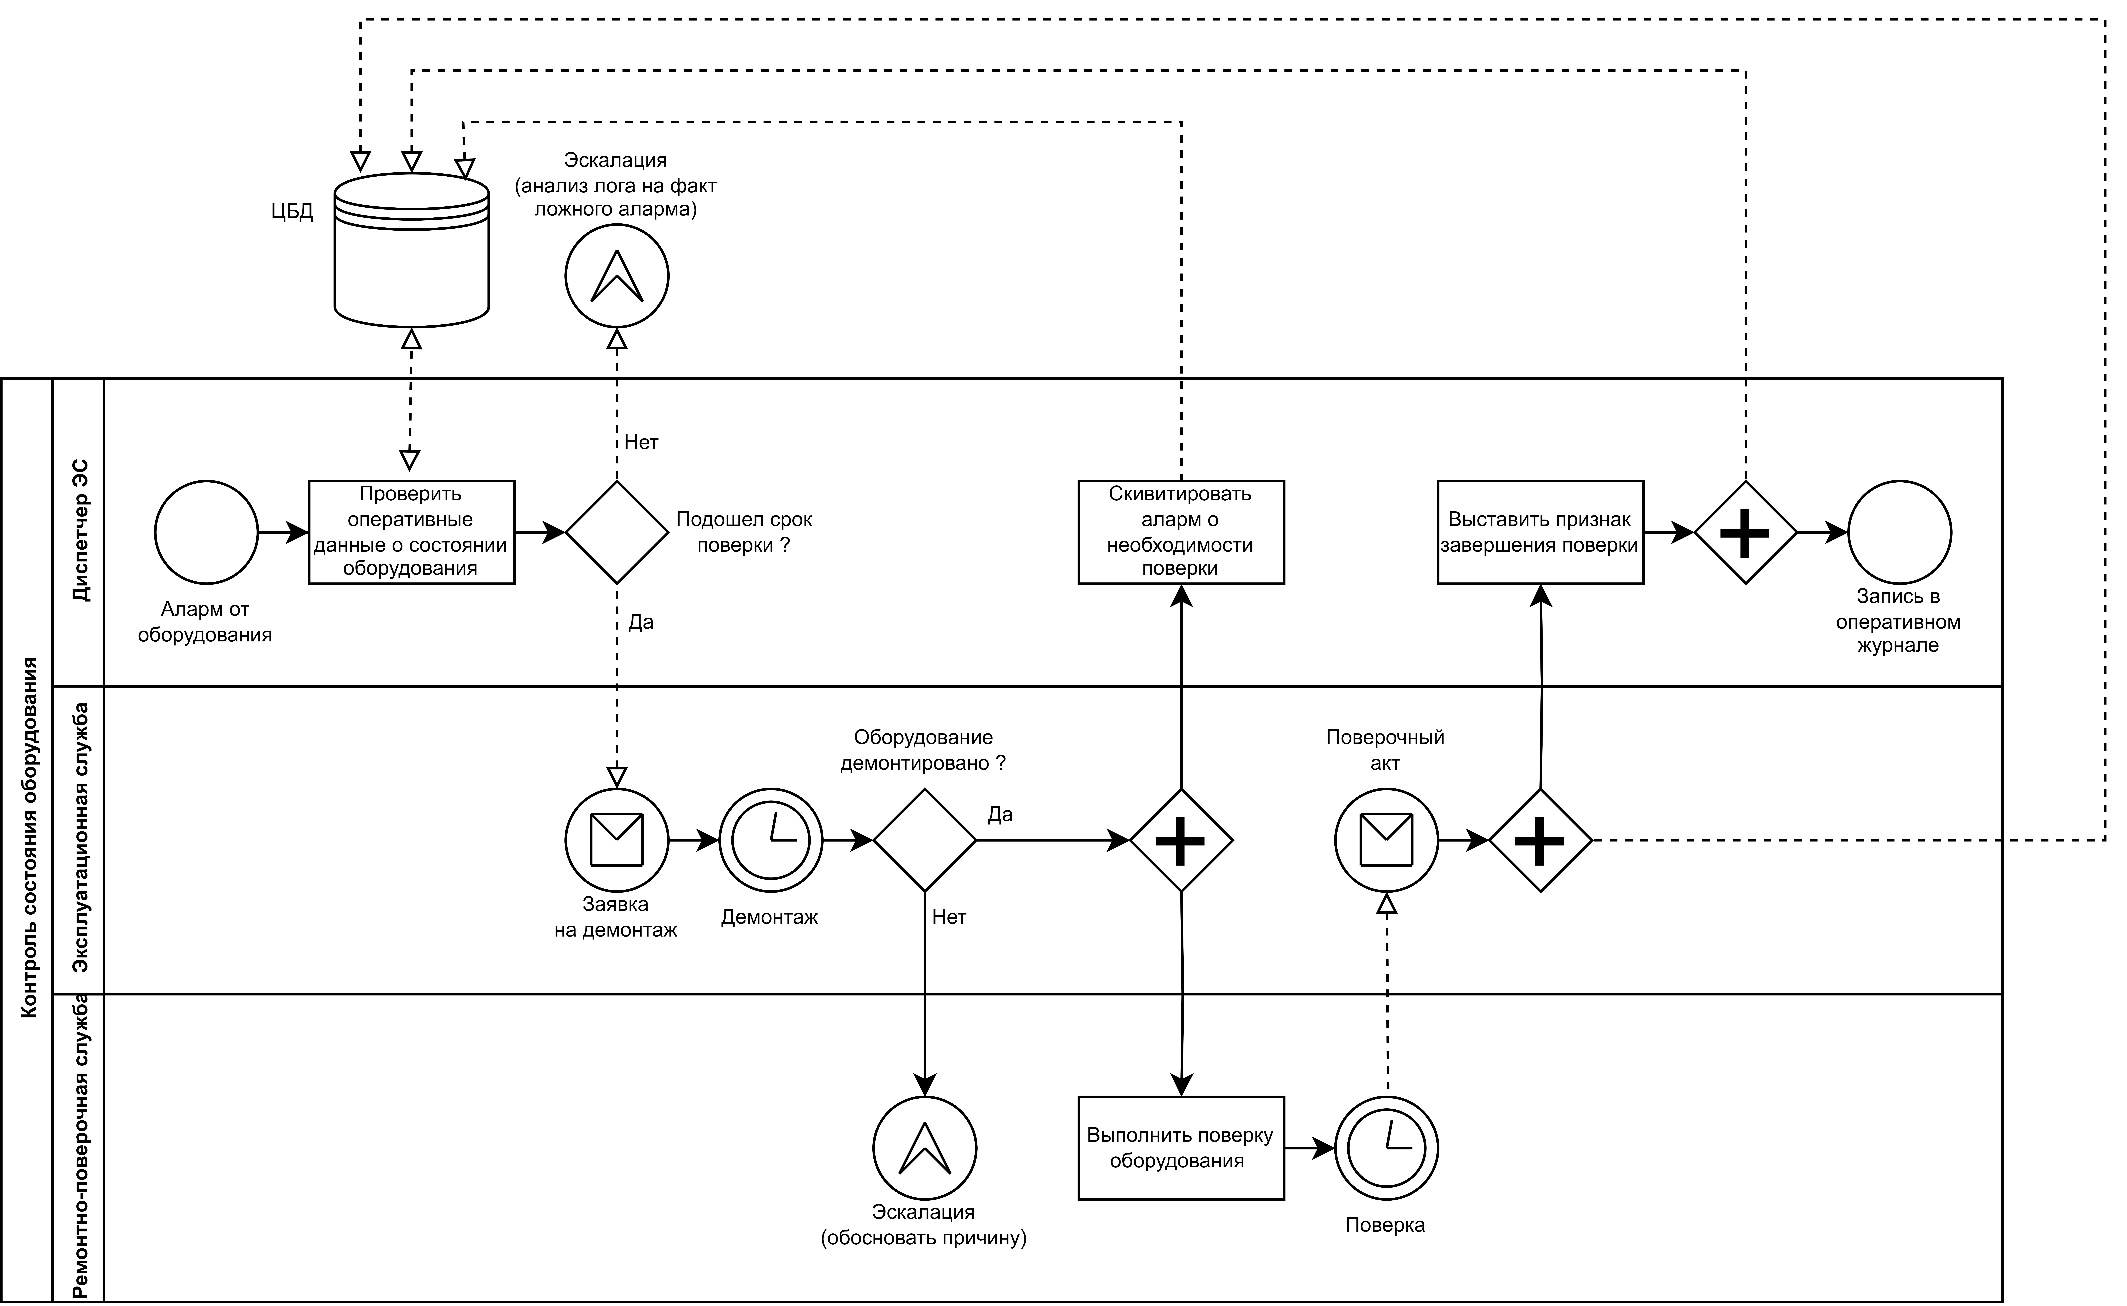 Эскалация
(анализ лога на факт
ложного аларма)
ЦБД
Контроль состояния оборудования
Диспетчер ЭС
Нет
Проверить
оперативные
данные о состоянии
оборудования
Подошел срок
поверки ?
Скивитировать
аларм о
необходимости
поверки
Выставить признак
завершения поверки
Аларм от
оборудования
Да
Запись в
оперативном
журнале
Эксплуатационная служба
Оборудование
демонтировано ?
Поверочный
акт
Да
Заявка
на демонтаж
Демонтаж
Нет
Ремонтно-поверочная служба
Выполнить поверку
оборудования
Эскалация
(обосновать причину)
Поверка